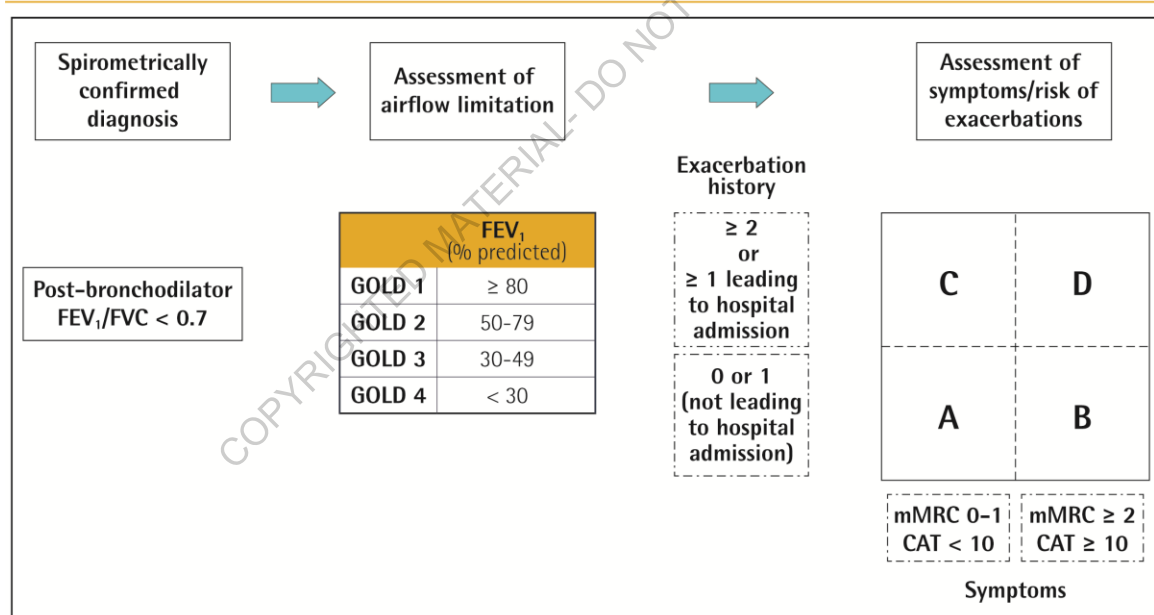 Spirometrically
confirmed
diagnosis
Assessment of
airflow limitation
Assessment of
symptoms/risk of
exacerbations
Post-bronchodilator
FEV₁/FVC < 0.7
FEV₁
(% predicted)
GOLD 1 ≥ 80
GOLD 2 50-79
GOLD 3 30-49
GOLD 4 < 30
Exacerbation
history
≥ 2
or
≥ 1 leading
to hospital
admission
0 or 1
(not leading
to hospital
admission)
C D
A B
mMRC 0-1
CAT < 10
mMRC ≥ 2
CAT ≥ 10
Symptoms
COPYRIGHTED MATERIAL- DO NOT